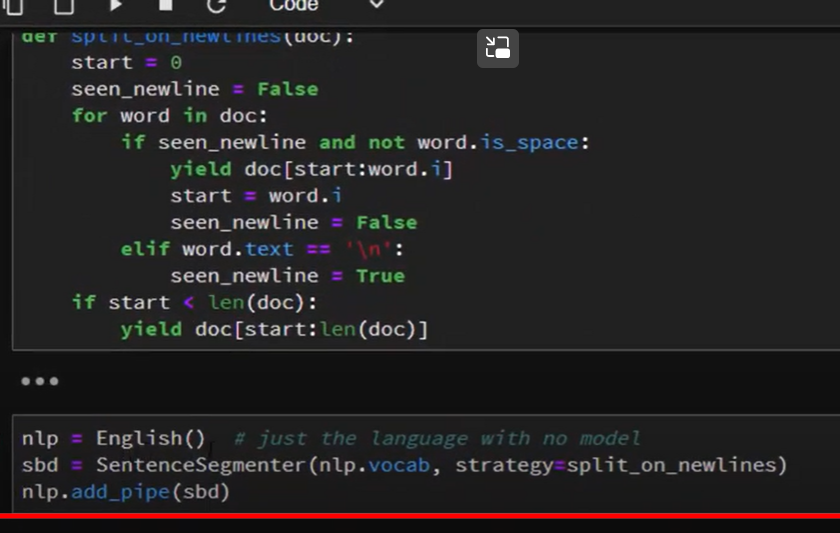 Code
def split_on_newlines(doc):
    start = 0
    seen_newline = False
    for word in doc:
        if seen_newline and not word.is_space:
            yield doc[start:word.i]
            start = word.i
            seen_newline = False
        elif word.text == '\n':
            seen_newline = True
    if start < len(doc):
        yield doc[start:len(doc)]
nlp = English()  # just the language with no model
sbd = SentenceSegmenter(nlp.vocab, strategy=split_on_newlines)
nlp.add_pipe(sbd)